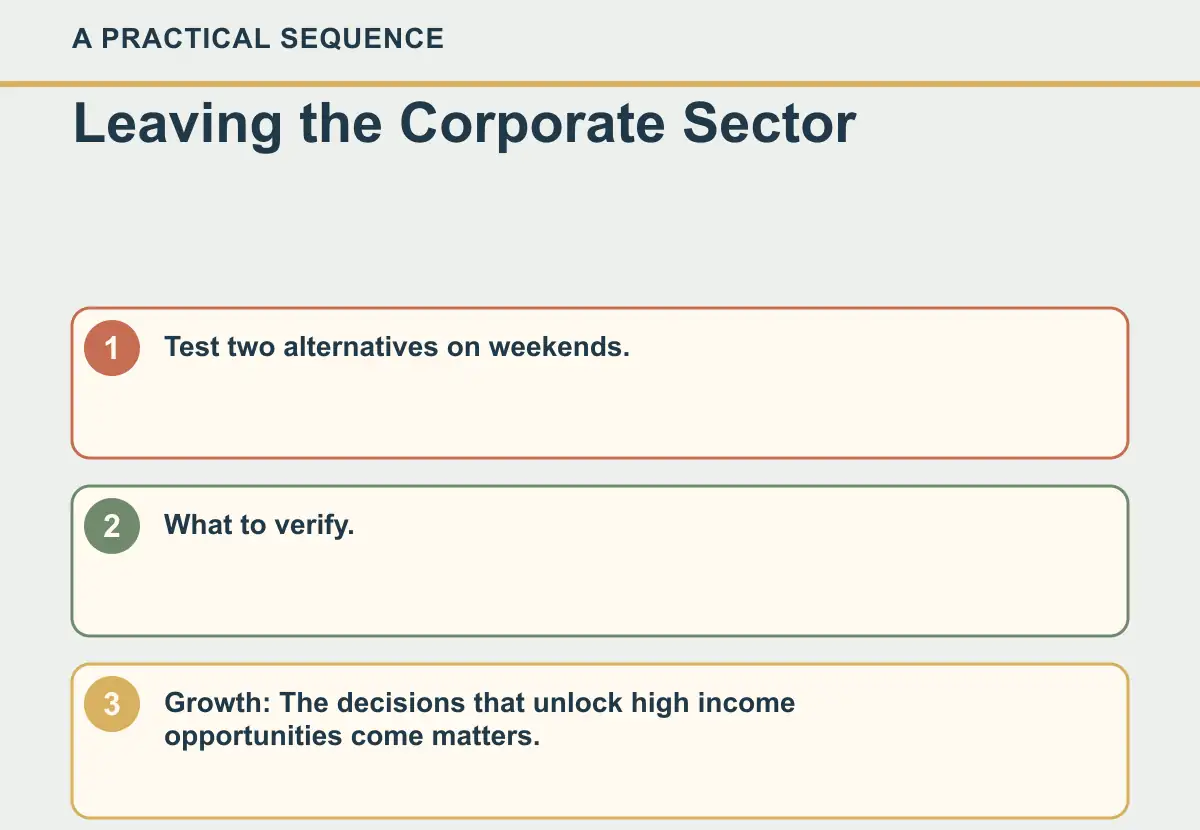 A PRACTICAL SEQUENCE
Leaving the Corporate Sector
1
Test two alternatives on weekends.
2
What to verify.
3
Growth: The decisions that unlock high income
opportunities come matters.